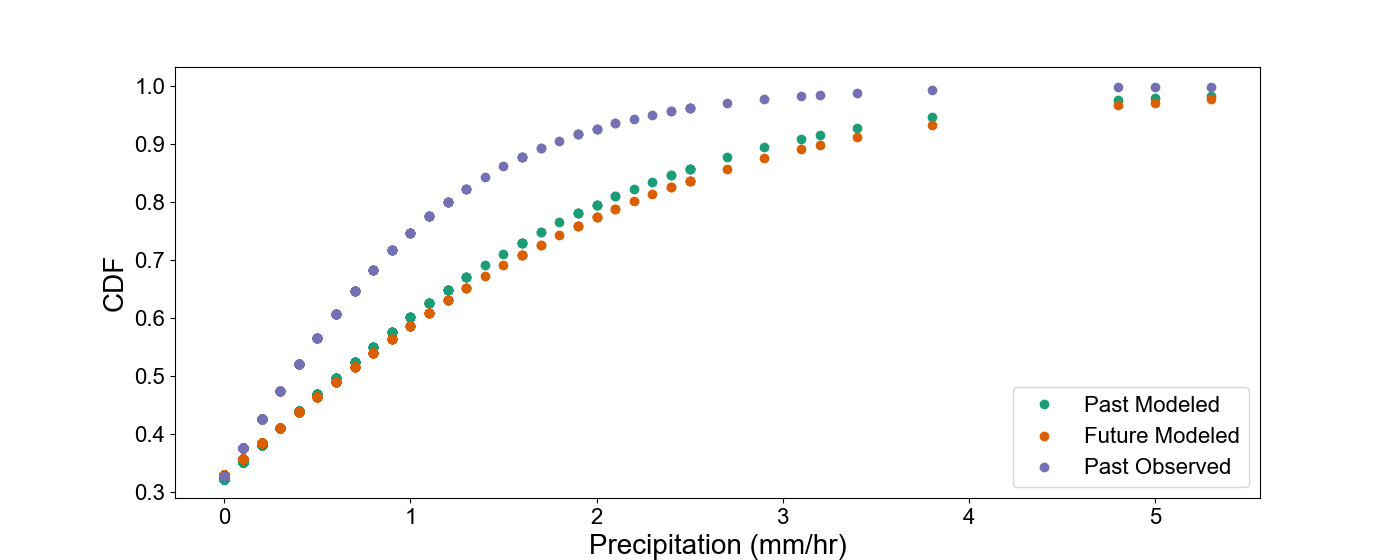 1.0
0.9
0.8
0.7
0.6
0.5
0.4
0.3
CDF
0 1 2 3 4 5
Precipitation (mm/hr)
Past Modeled
Future Modeled
Past Observed